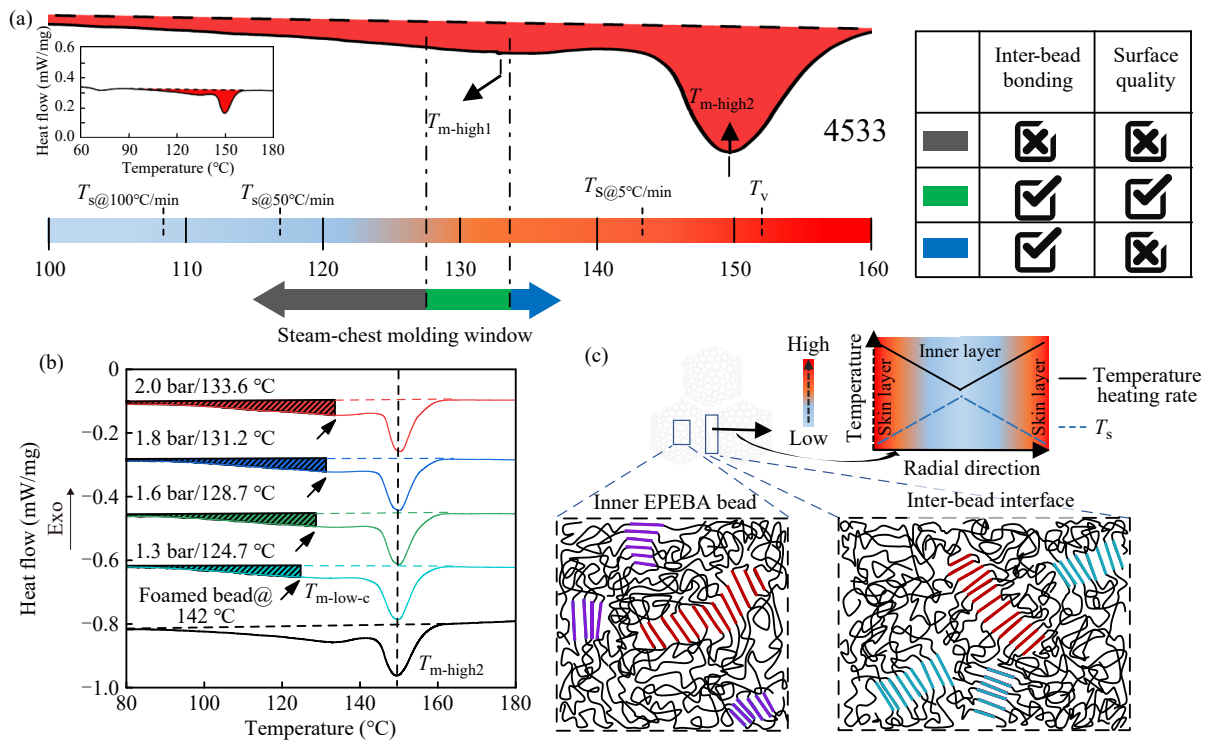 (a)
0.6
0.4
0.2
0.0
Heat flow (mW/mg)
60 90 120 150 180
Temperature (°C)
Tm-high1
Tm-high2
4533
Inter-bead bonding
Surface quality
Ts@100°C/min
Ts@50°C/min
TS@5°C/min
Tv
100 110 120 130 140 150 160
Steam-chest molding window
(b)
0
−0.2
−0.4
−0.6
−0.8
−1.0
Heat flow (mW/mg)
Exo
2.0 bar/133.6 °C
1.8 bar/131.2 °C
1.6 bar/128.7 °C
1.3 bar/124.7 °C
Foamed bead@
142 °C
Tm-low-c
Tm-high2
80 100 120 140 160 180
Temperature (°C)
(c)
High
Low
Temperature
Skin layer
Inner layer
Skin layer
Radial direction
Temperature
heating rate
Ts
Inner EPEBA bead
Inter-bead interface